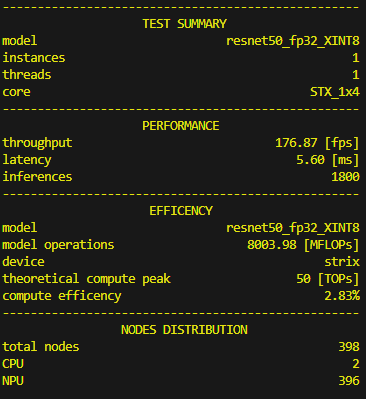 --------------------------------------------------
TEST SUMMARY
model resnet50_fp32_XINT8
instances 1
threads 1
core STX_1x4
--------------------------------------------------
PERFORMANCE
throughput 176.87 [fps]
latency 5.60 [ms]
inferences 1800
--------------------------------------------------
EFFICENCY
model resnet50_fp32_XINT8
model operations 8003.98 [MFLOPs]
device strix
theoretical compute peak 50 [TOPs]
compute efficency 2.83%
--------------------------------------------------
NODES DISTRIBUTION
total nodes 398
CPU 2
NPU 396